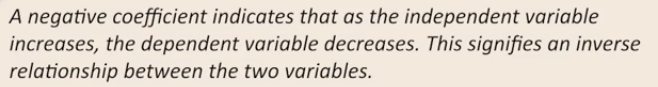 A negative coefficient indicates that as the independent variable
increases, the dependent variable decreases. This signifies an inverse
relationship between the two variables.